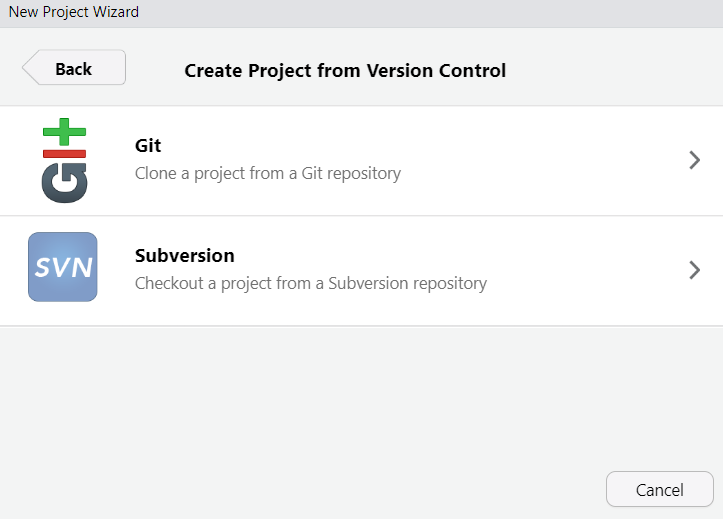 New Project Wizard
Back
Create Project from Version Control
Git
Git
Clone a project from a Git repository
SVN
Subversion
Checkout a project from a Subversion repository
Cancel